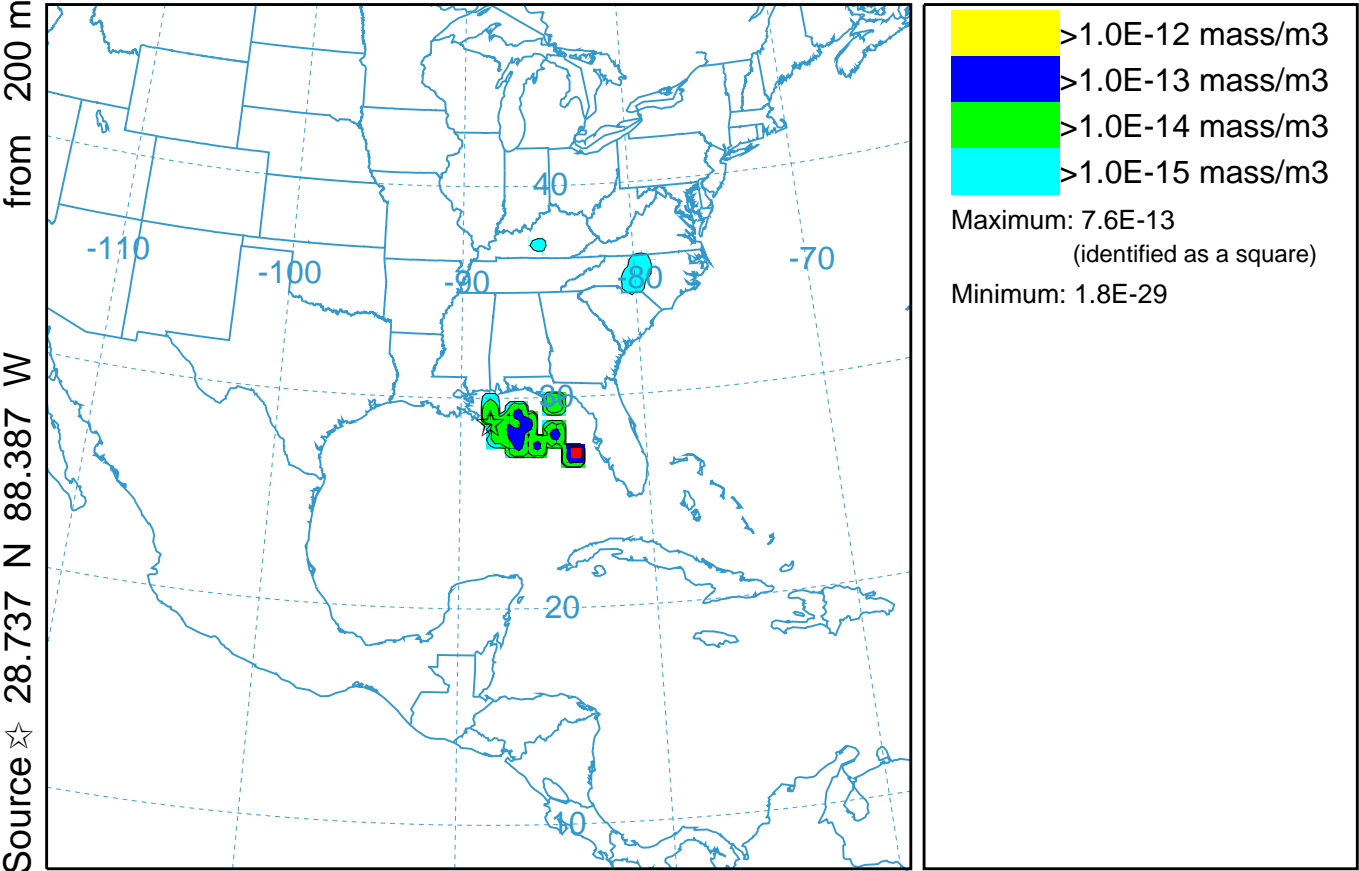 Source ☆ 28.737 N 88.387 W from 200 m
>1.0E-12 mass/m3
>1.0E-13 mass/m3
>1.0E-14 mass/m3
>1.0E-15 mass/m3
Maximum: 7.6E-13
(identified as a square)
Minimum: 1.8E-29
40
-110
-100
-90
-80
-70
30
20
10